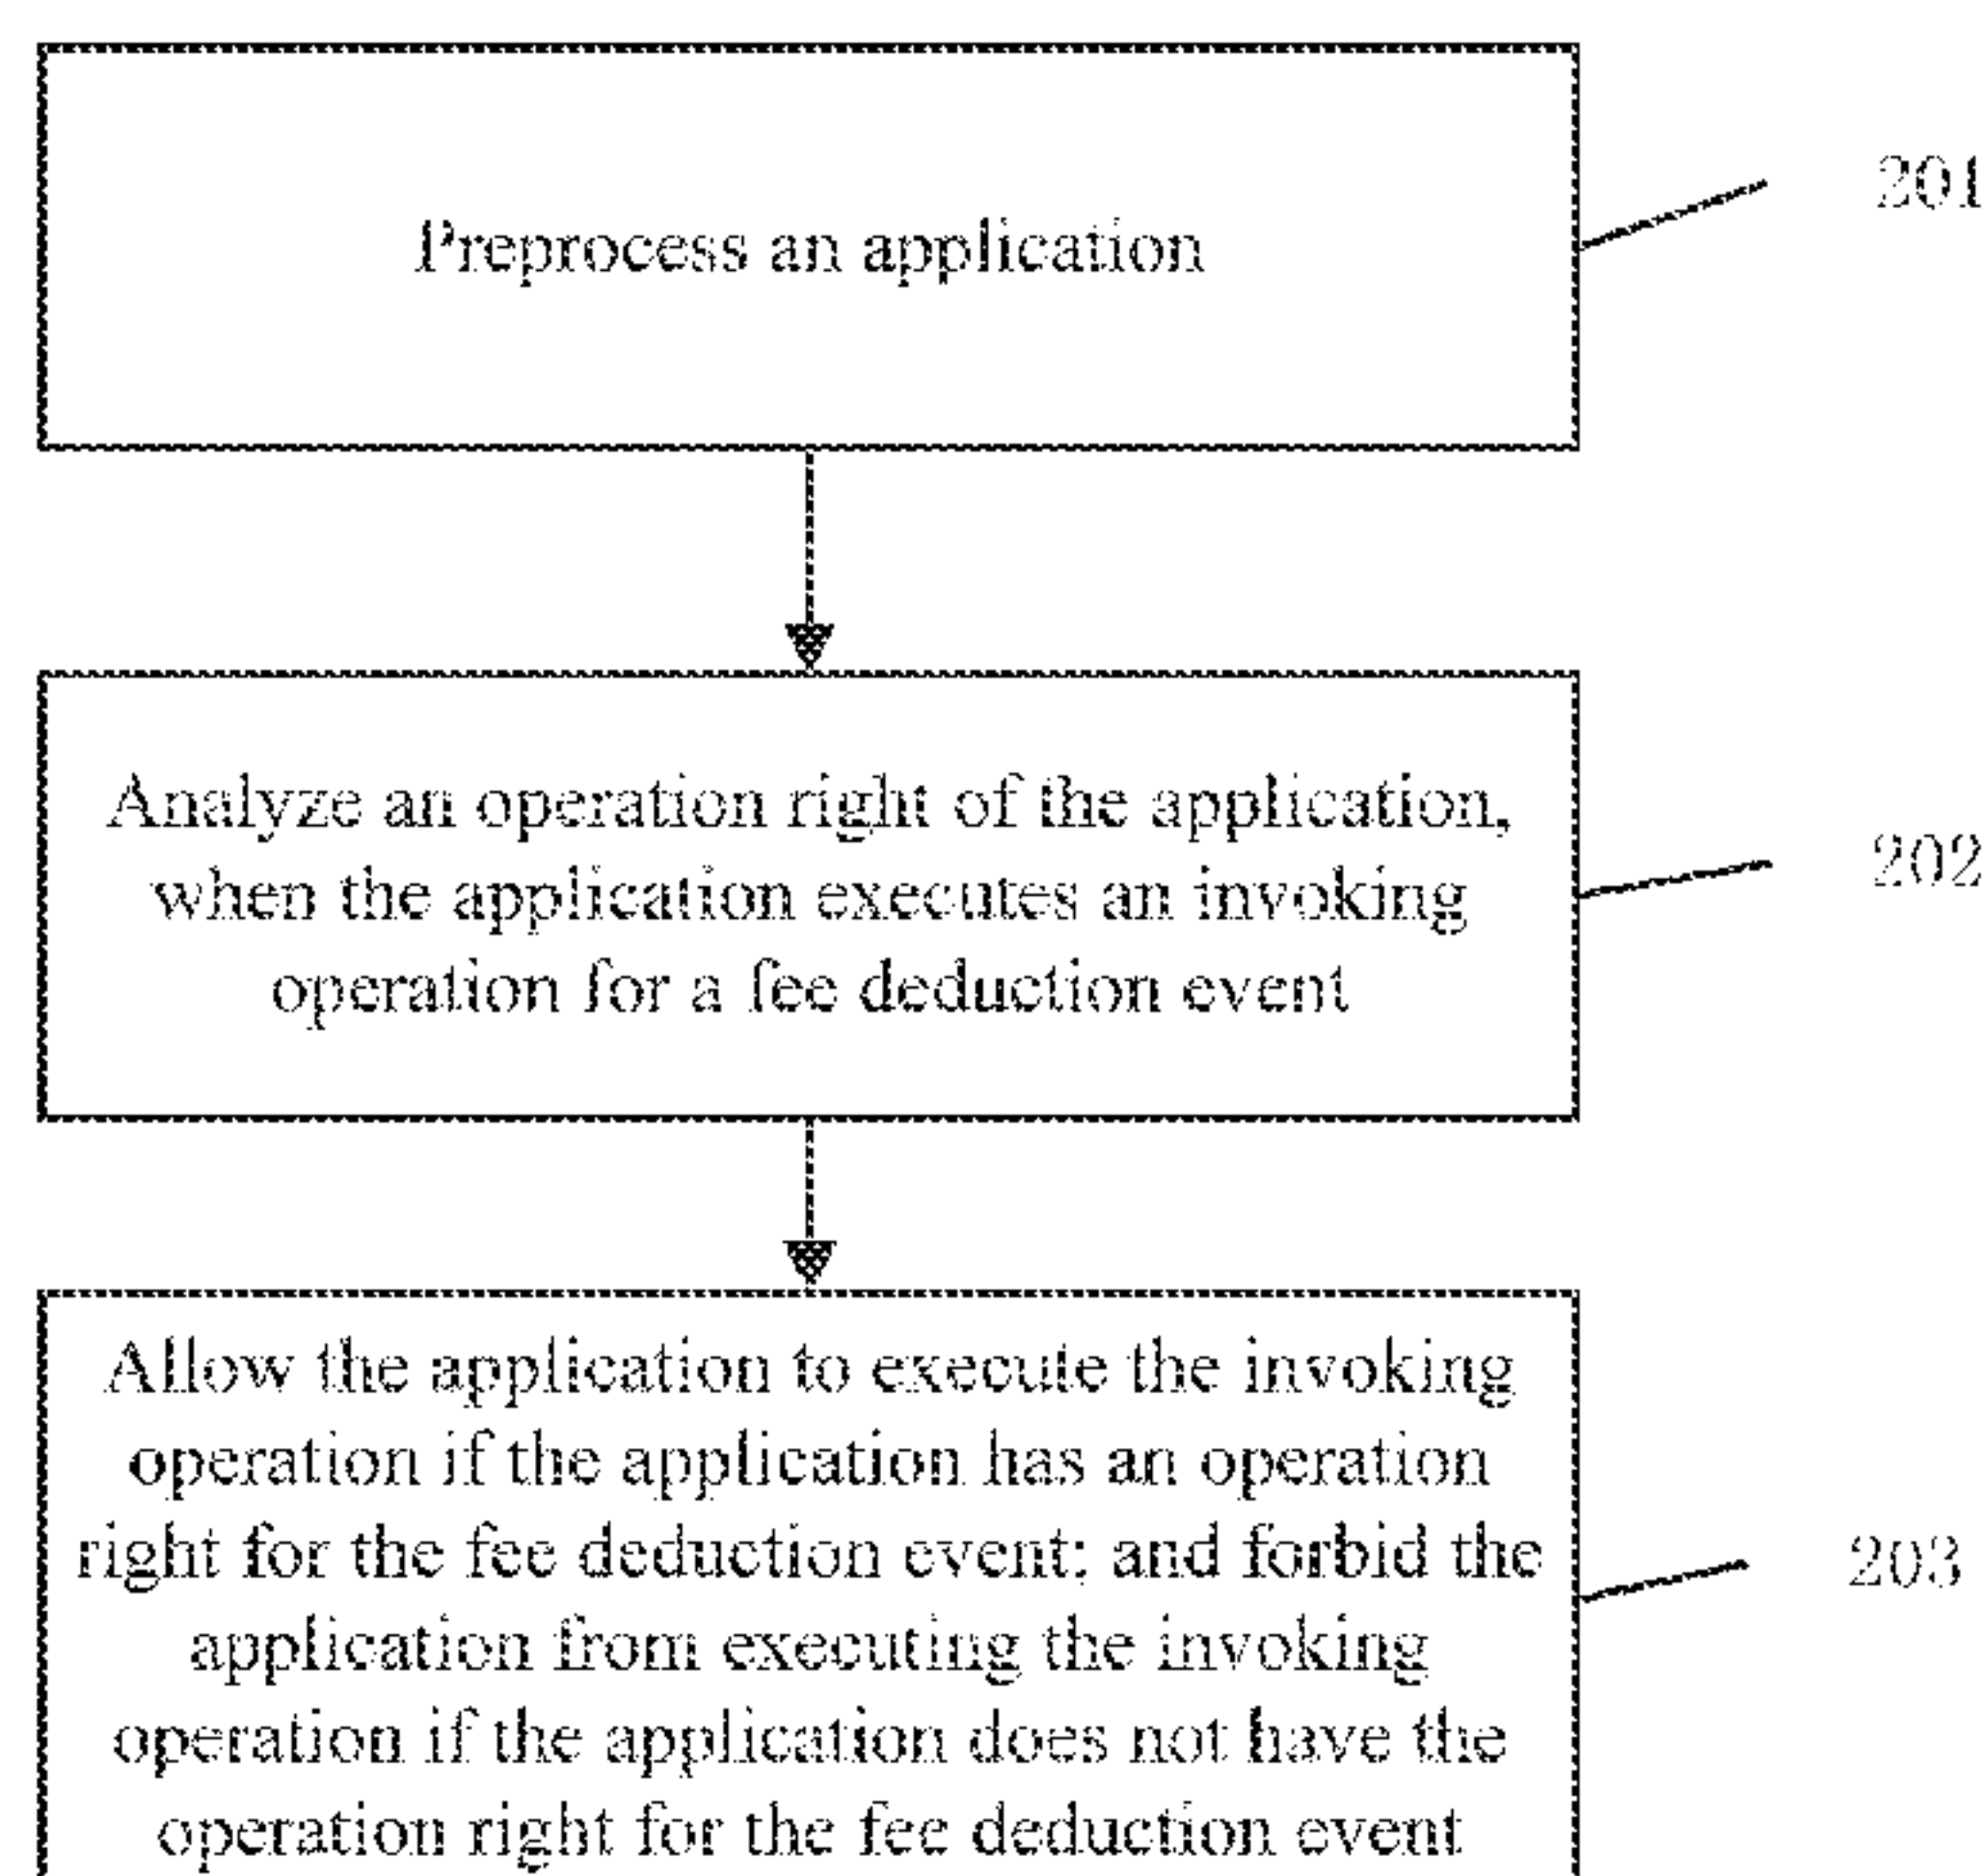 Preprocess an application
201
Analyze an operation right of the application,
when the application executes an invoking
operation for a fee deduction event
202
Allow the application to execute the invoking
operation if the application has an operation
right for the fee deduction event; and forbid the
application from executing the invoking
operation if the application does not have the
operation right for the fee deduction event
203